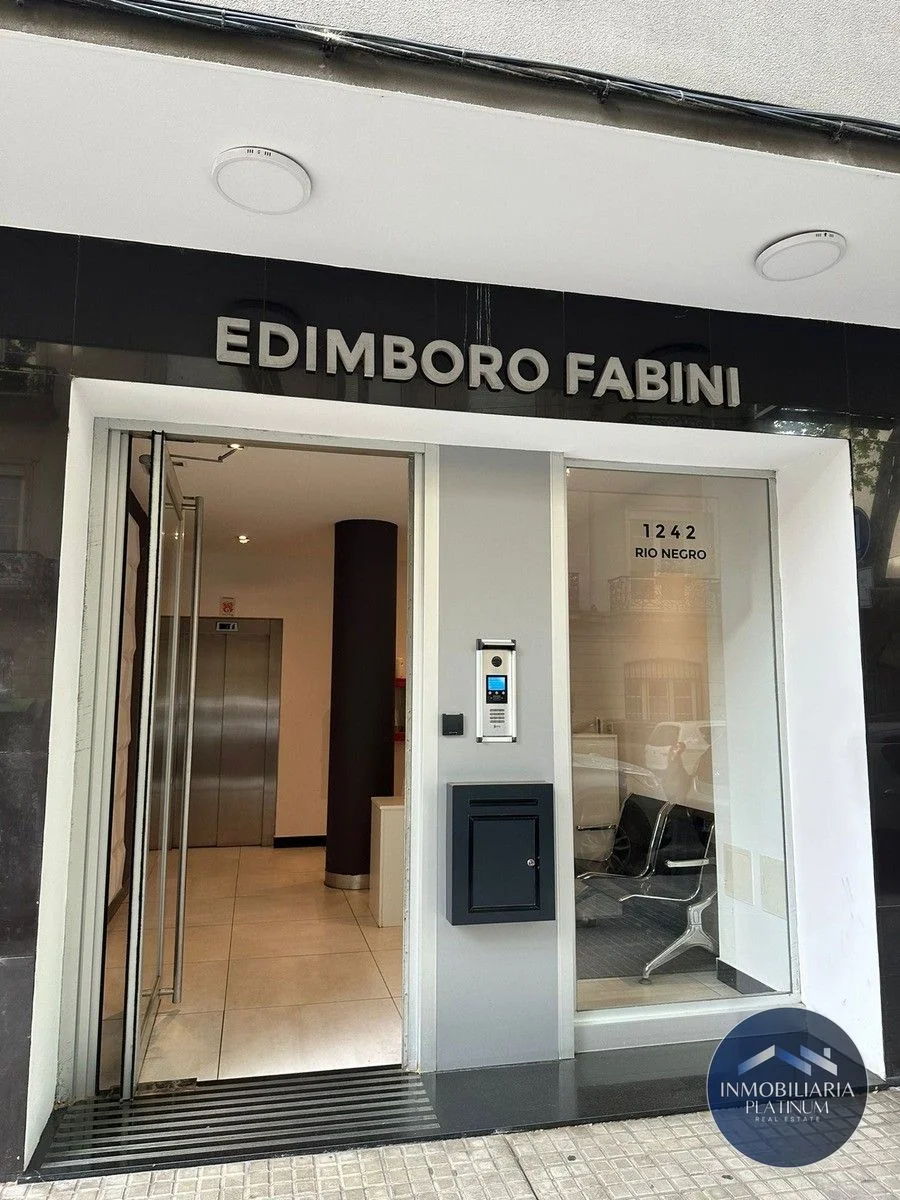 EDIMBORO FABINI
1242
RIO NEGRO
INMOBILIARIA
PLATINUM
REAL ESTATE